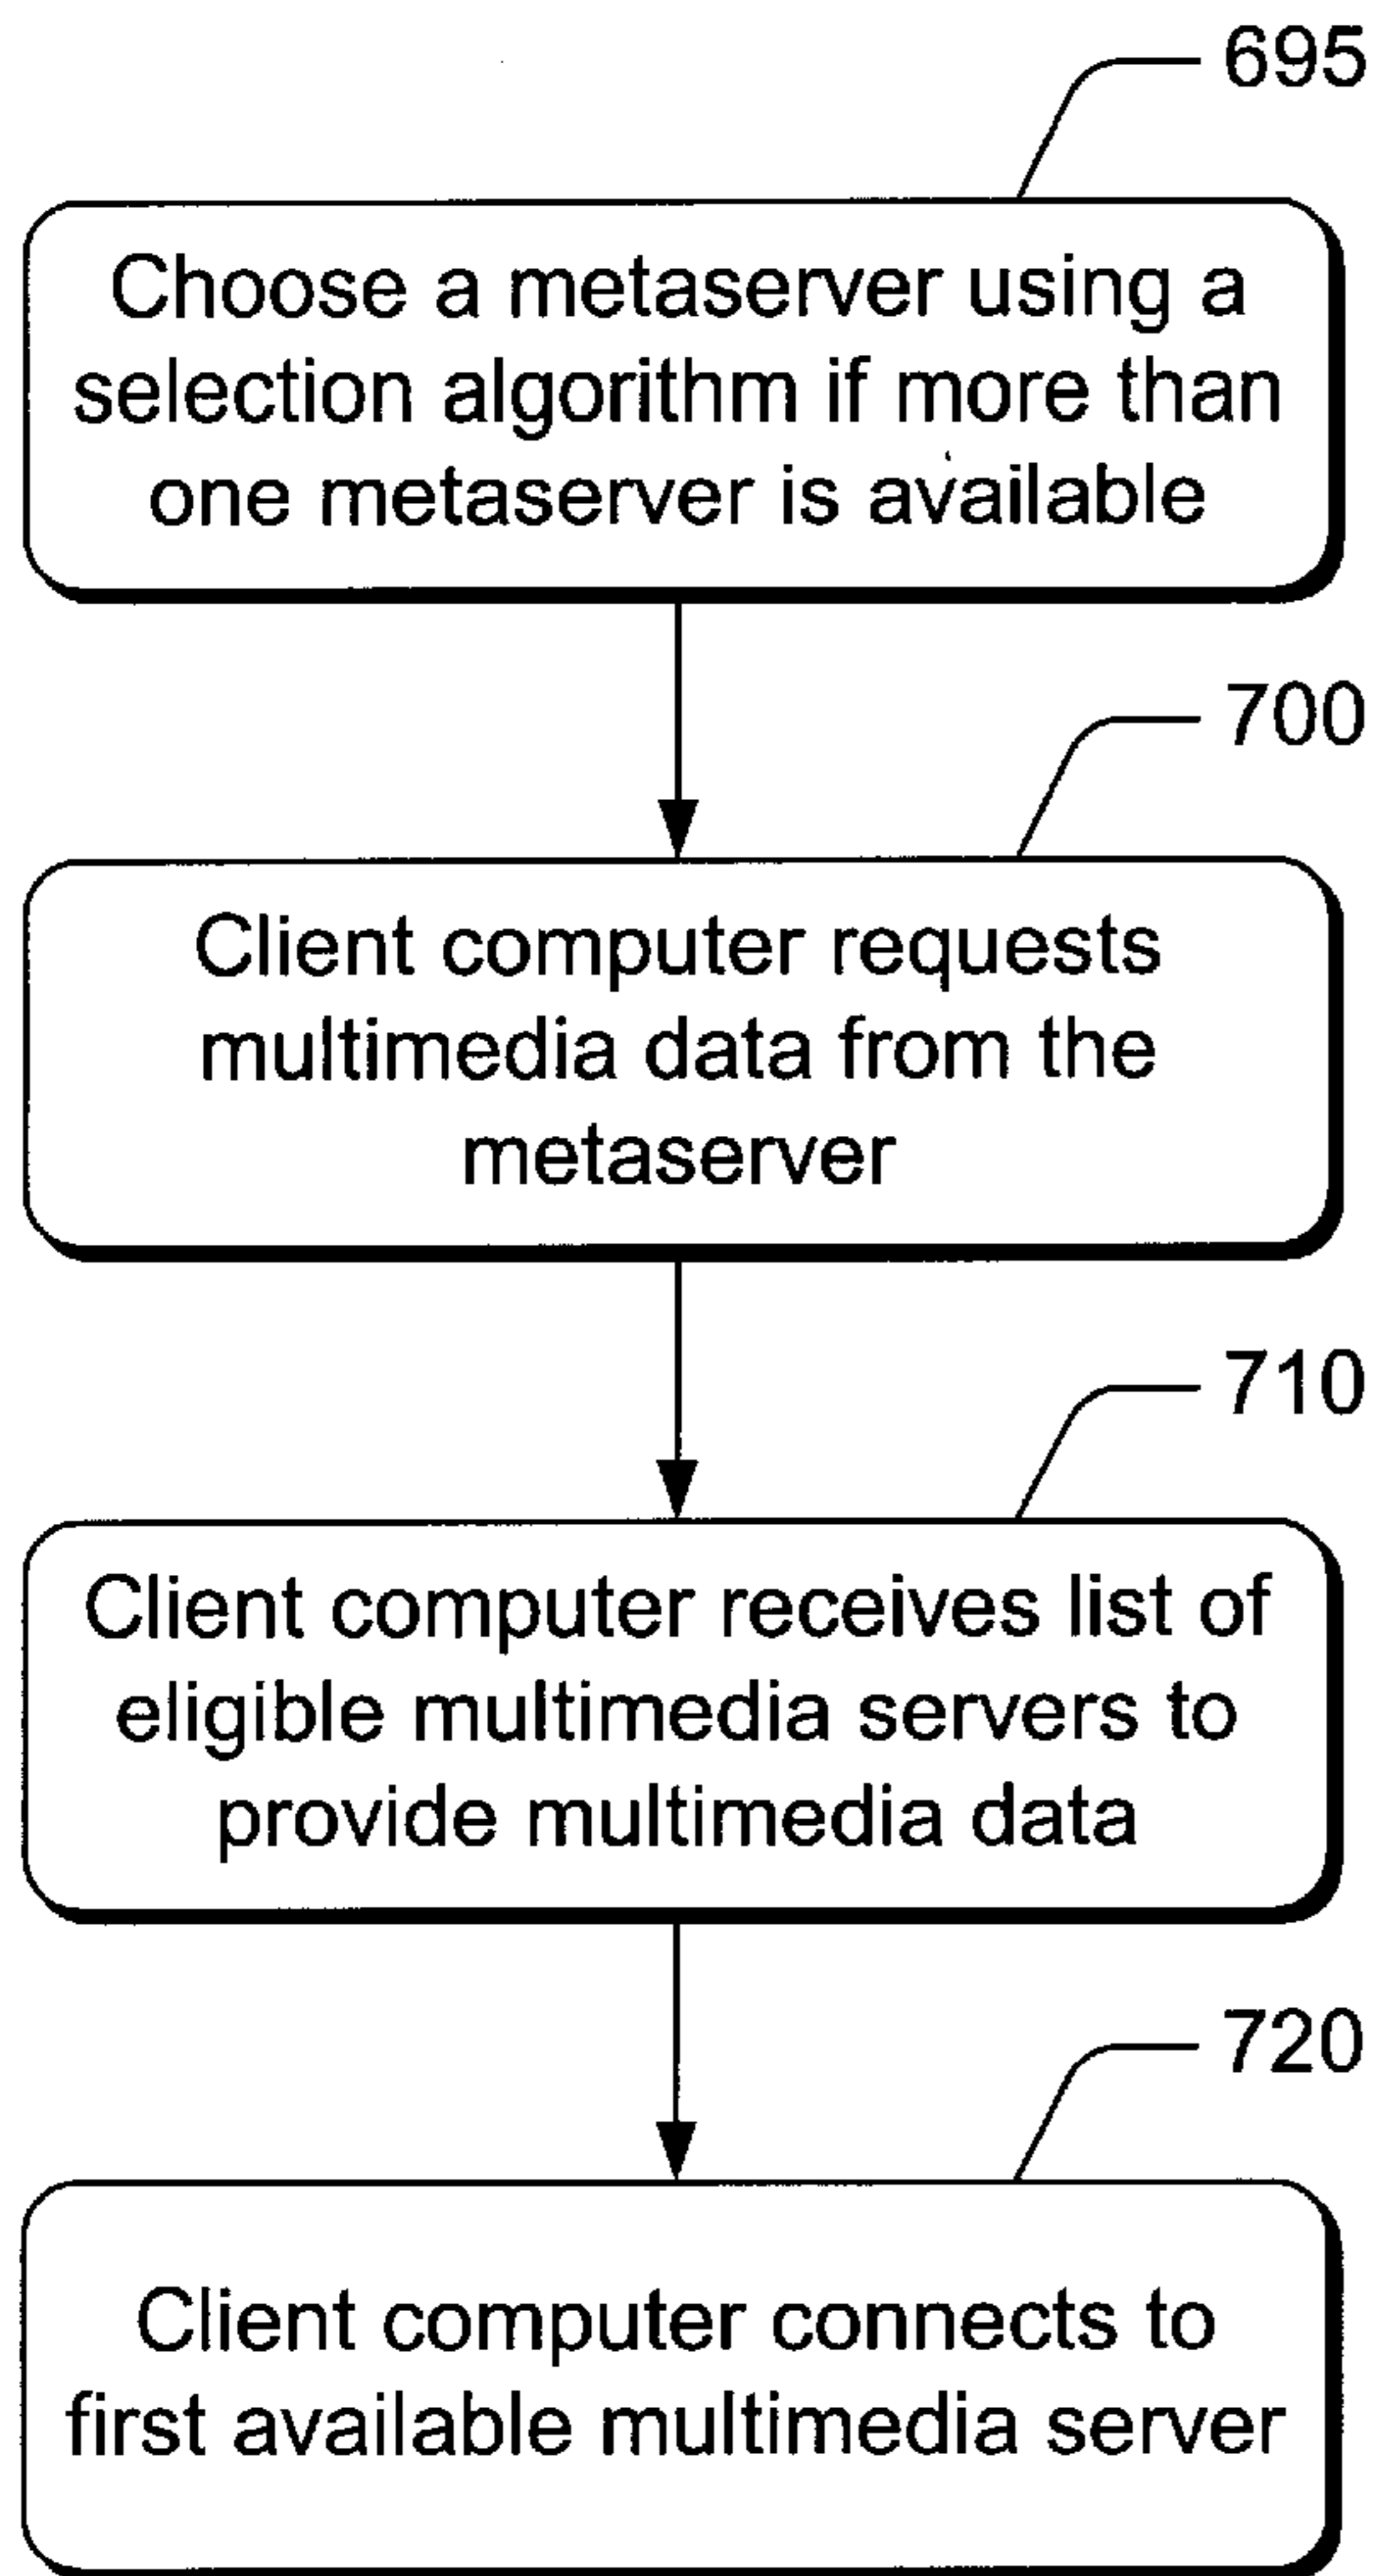 695
Choose a metaserver using a
selection algorithm if more than
one metaserver is available
700
Client computer requests
multimedia data from the
metaserver
710
Client computer receives list of
eligible multimedia servers to
provide multimedia data
720
Client computer connects to
first available multimedia server